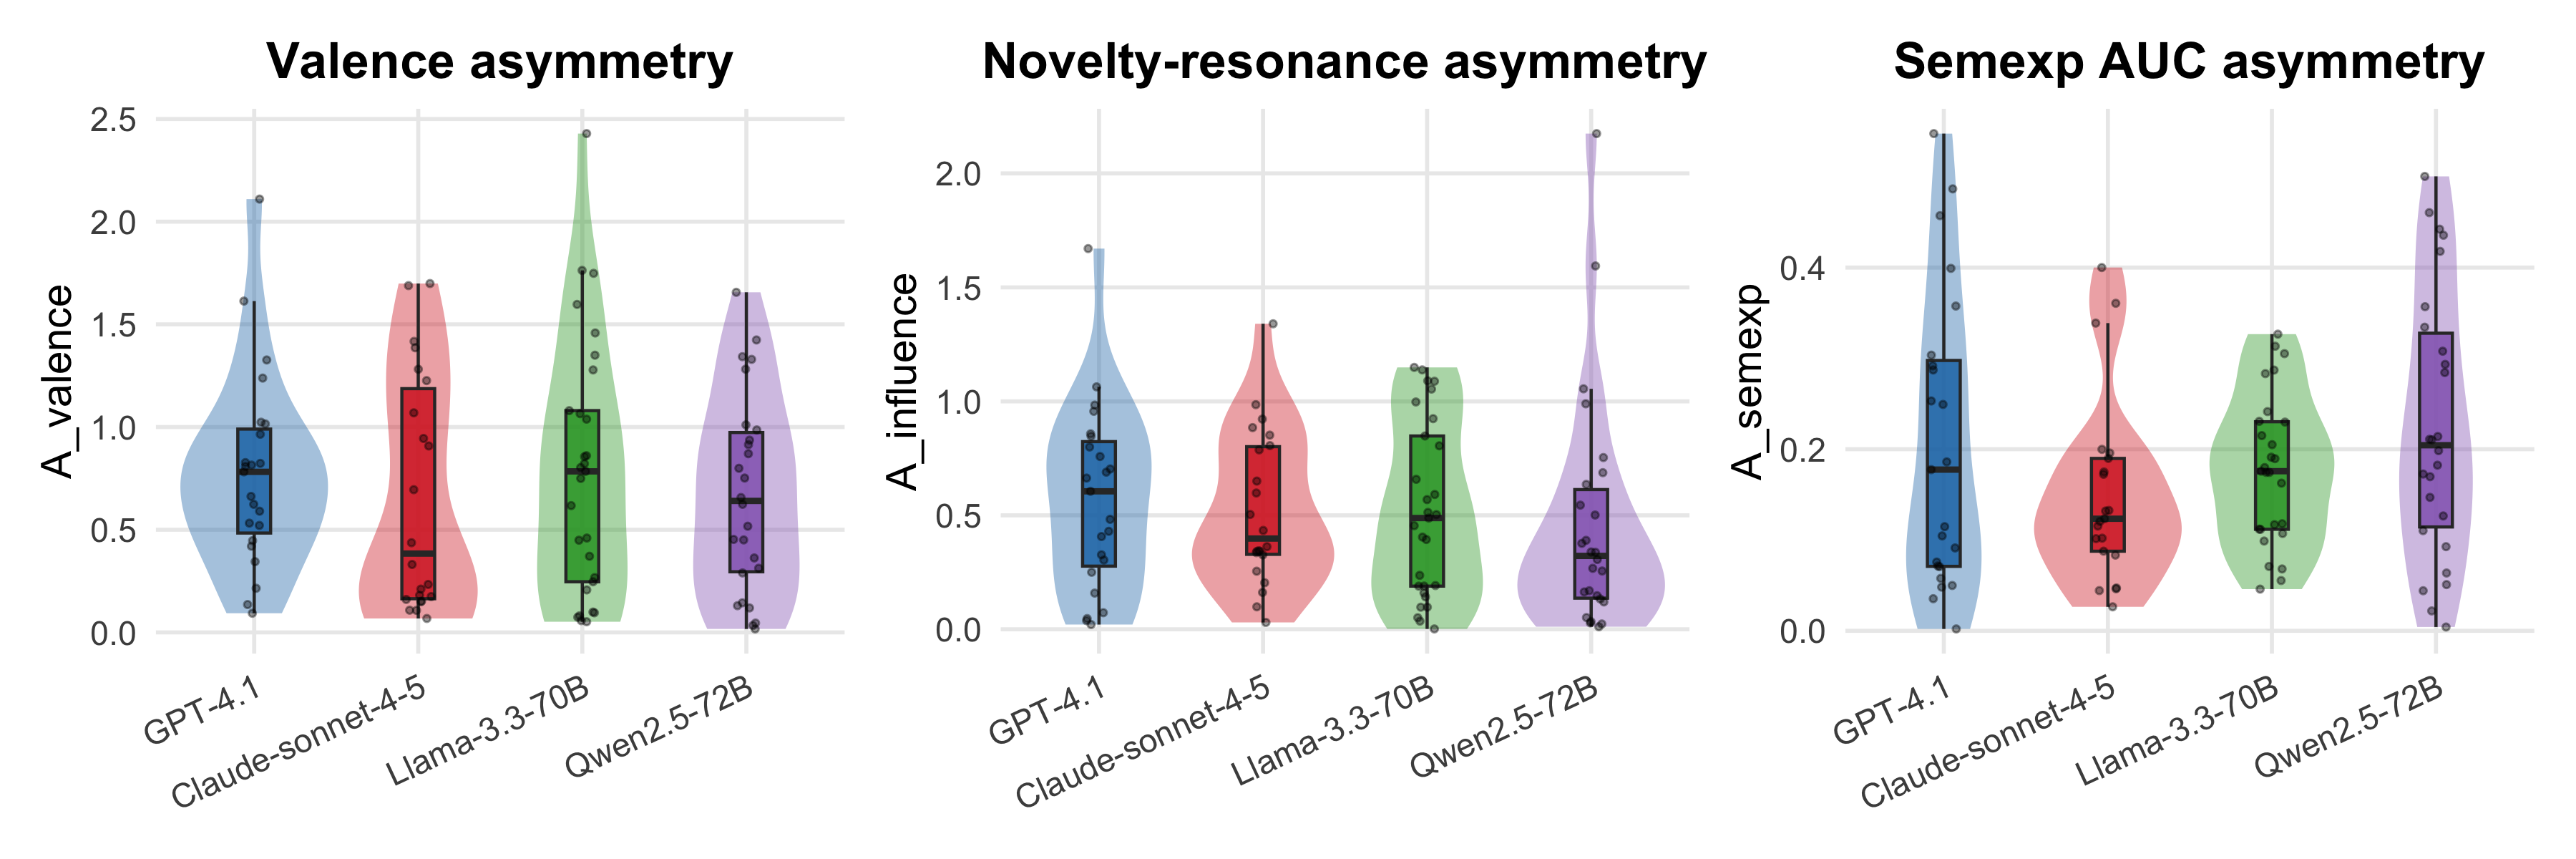 Valence asymmetry
A_valence
2.5
2.0
1.5
1.0
0.5
0.0
GPT-4.1
Claude-sonnet-4-5
Llama-3.3-70B
Qwen2.5-72B
Novelty-resonance asymmetry
A_influence
2.0
1.5
1.0
0.5
0.0
GPT-4.1
Claude-sonnet-4-5
Llama-3.3-70B
Qwen2.5-72B
Semexp AUC asymmetry
A_semexp
0.4
0.2
0.0
GPT-4.1
Claude-sonnet-4-5
Llama-3.3-70B
Qwen2.5-72B